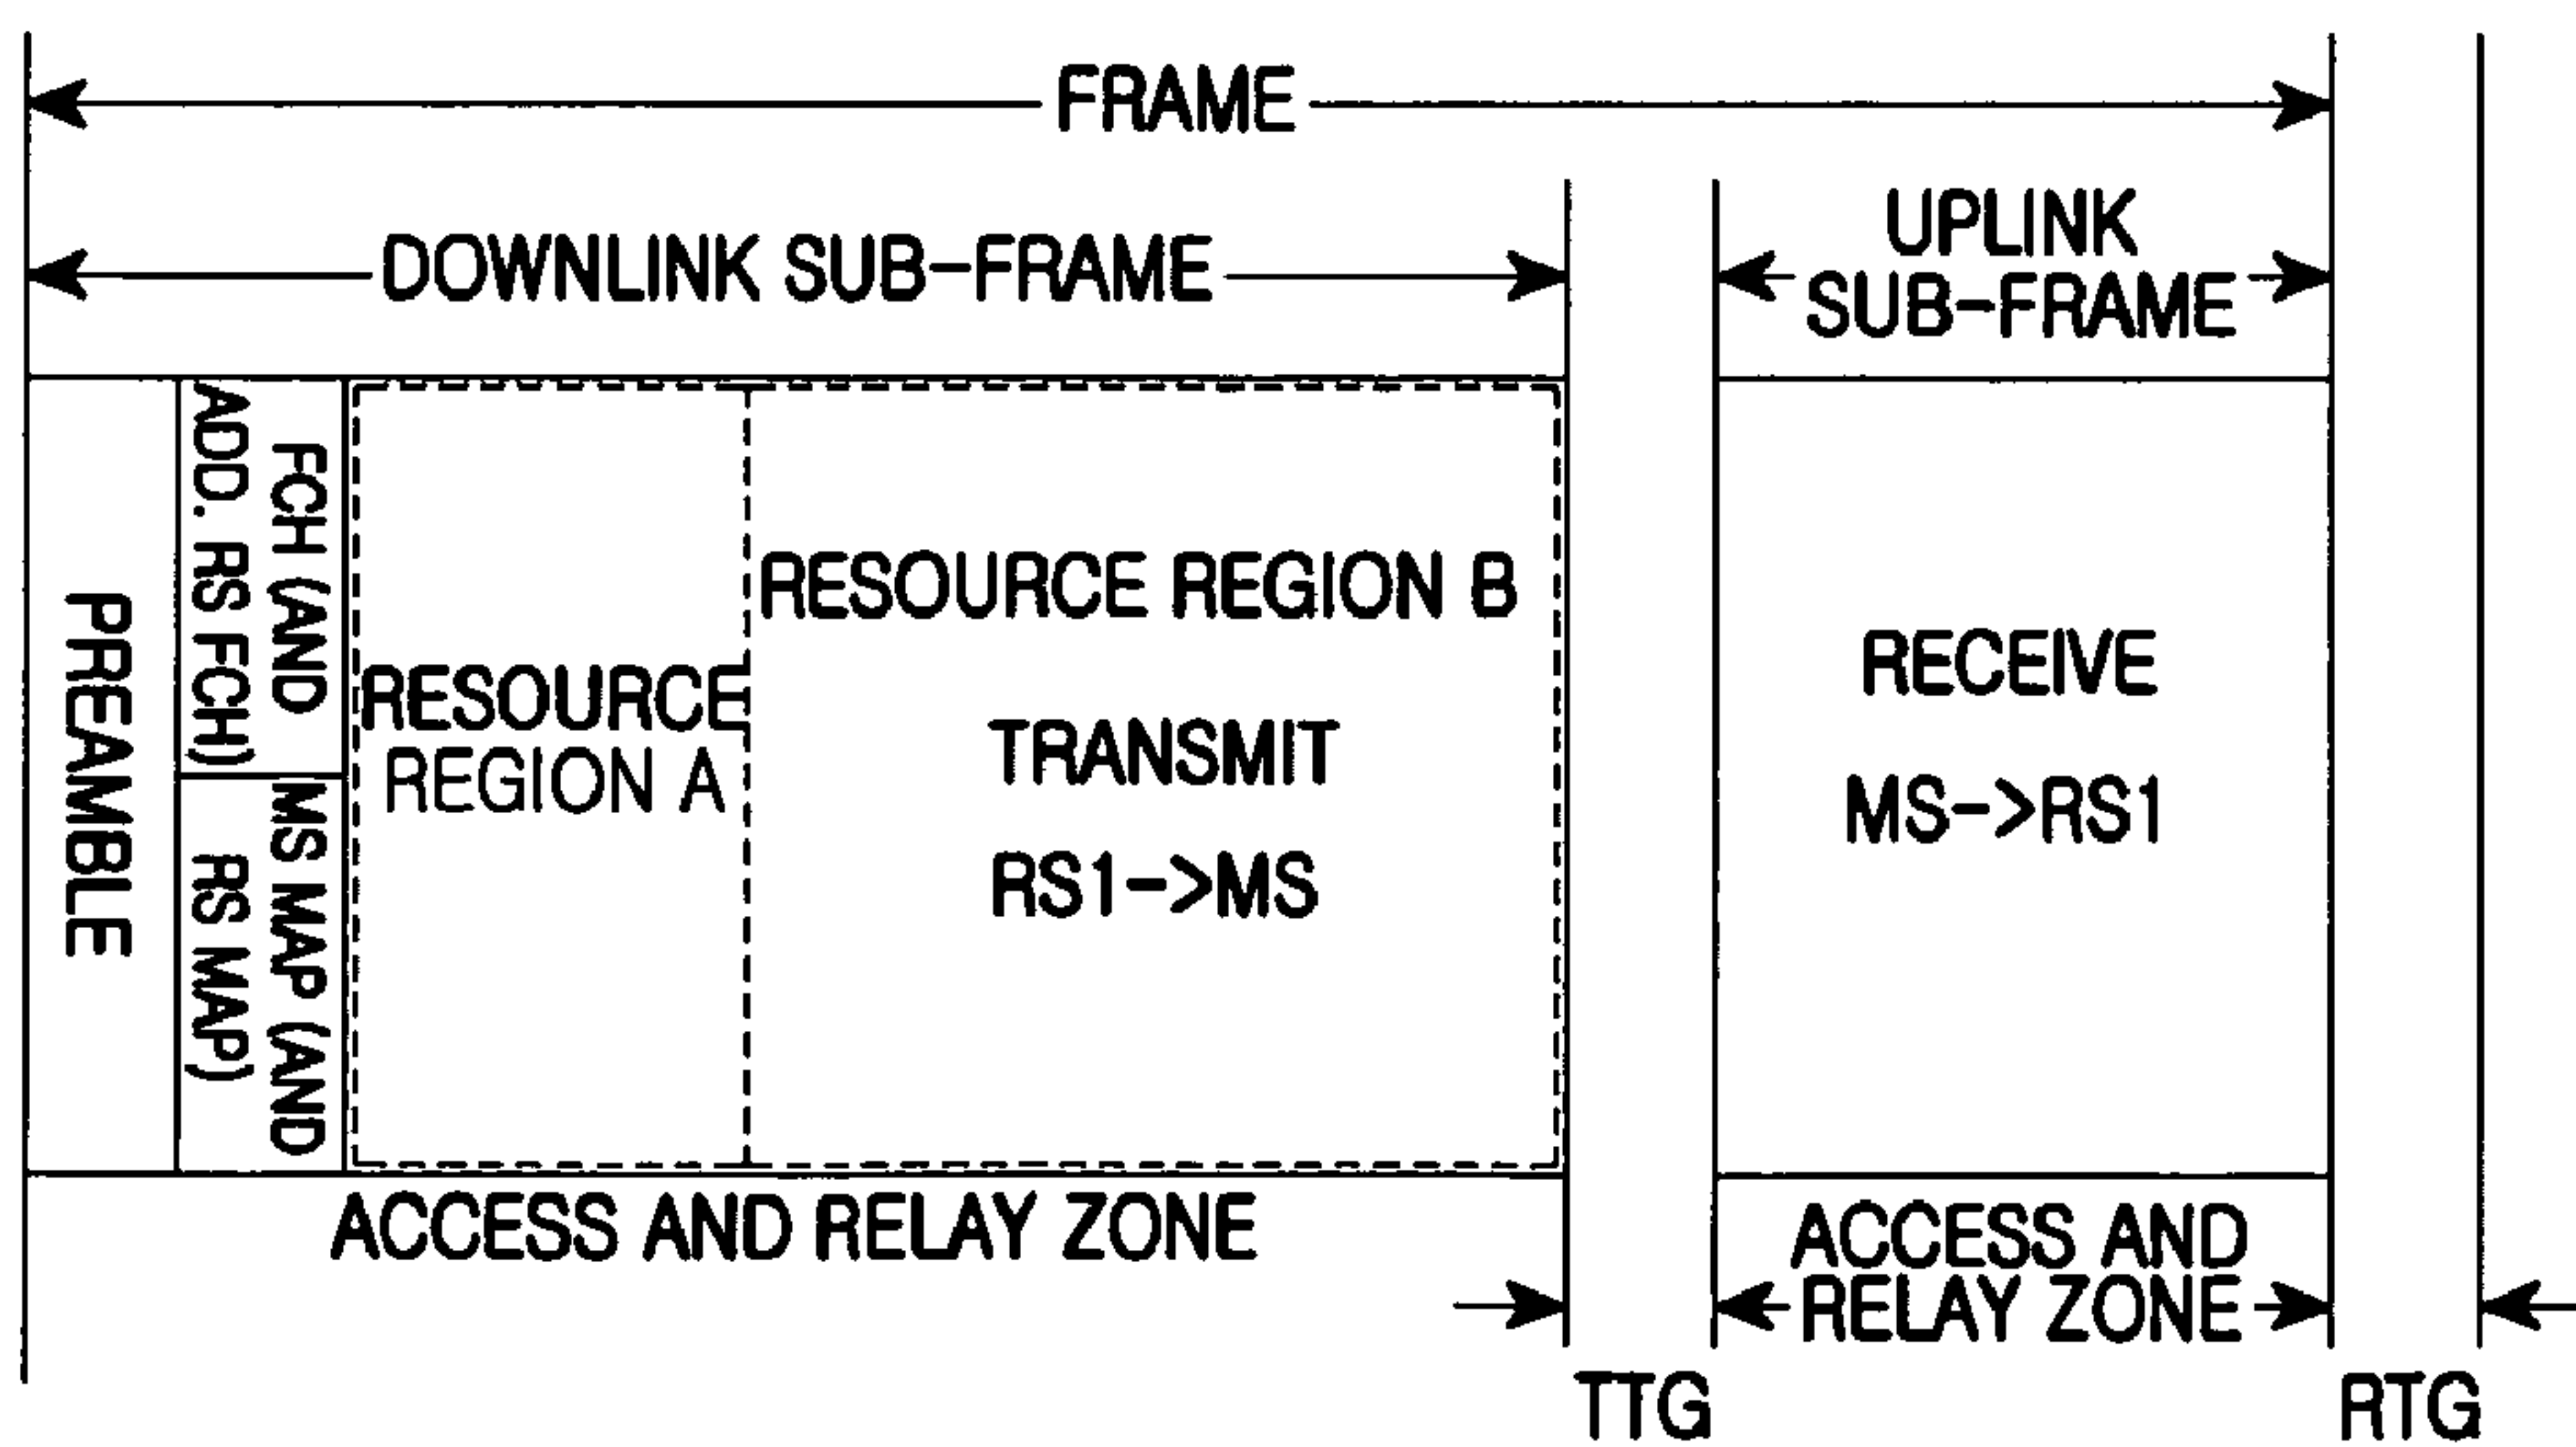 FRAME
DOWNLINK SUB-FRAME
UPLINK
SUB-FRAME
PREAMBLE
FCH (AND
ADD. RS FCH)
MS MAP (AND
RS MAP)
RESOURCE
REGION A
RESOURCE REGION B
TRANSMIT
RS1->MS
RECEIVE
MS->RS1
ACCESS AND RELAY ZONE
ACCESS AND
RELAY ZONE
TTG
RTG